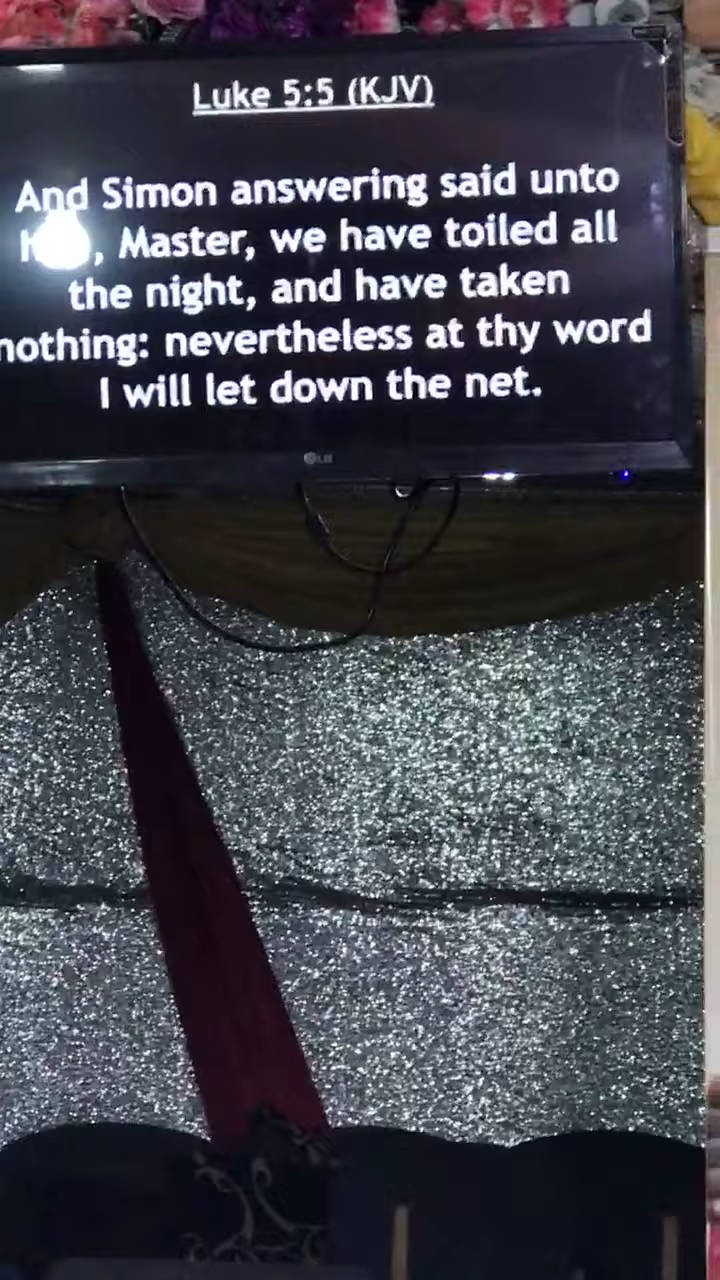 Luke 5:5 (KJV)
And Simon answering said unto
, Master, we have toiled all
the night, and have taken
nothing: nevertheless at thy word
I will let down the net.
LG